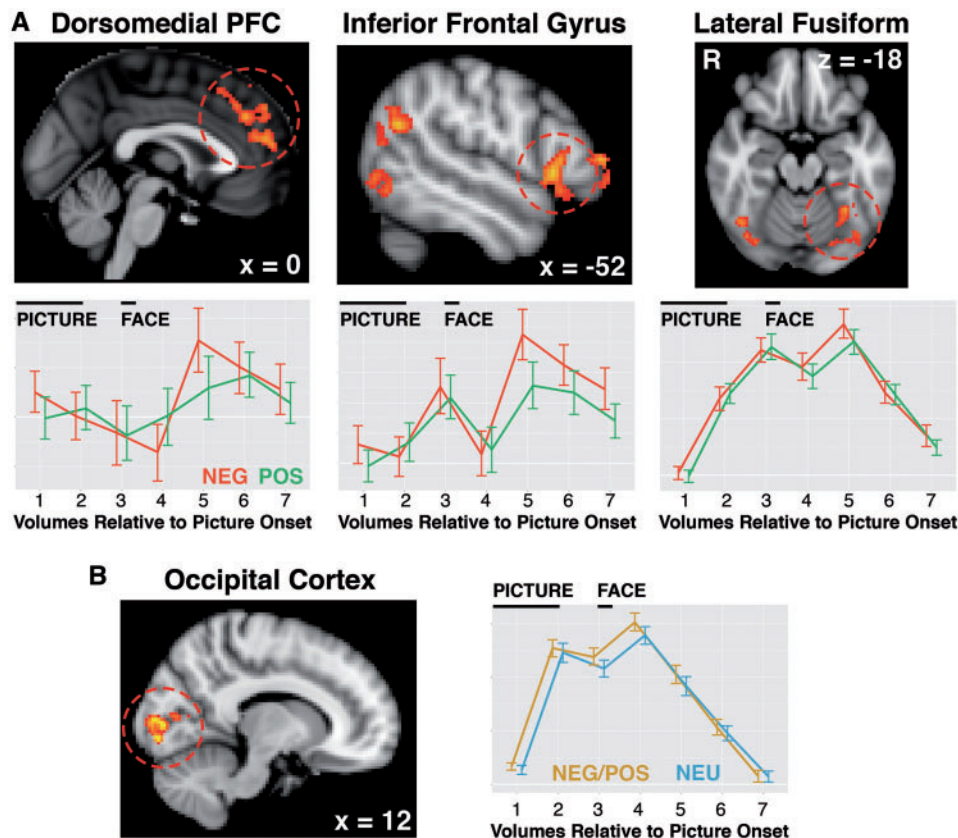 A
Dorsomedial PFC
Inferior Frontal Gyrus
Lateral Fusiform
x = 0
x = -52
R
z = -18
PICTURE FACE
NEG POS
1 2 3 4 5 6 7
Volumes Relative to Picture Onset
PICTURE FACE
1 2 3 4 5 6 7
Volumes Relative to Picture Onset
PICTURE FACE
1 2 3 4 5 6 7
Volumes Relative to Picture Onset
B
Occipital Cortex
x = 12
PICTURE FACE
NEG/POS NEU
1 2 3 4 5 6 7
Volumes Relative to Picture Onset